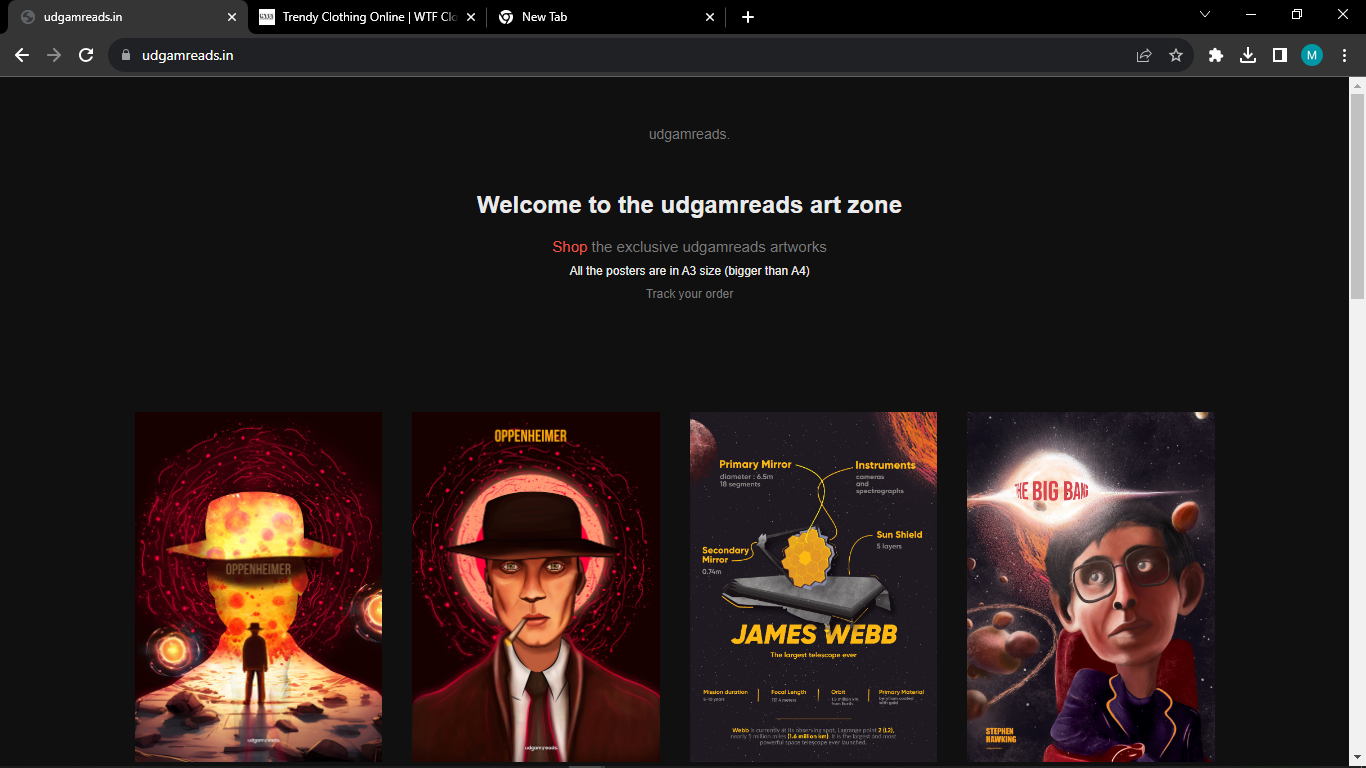 udgamreads.in
Trendy Clothing Online | WTF Clo
New Tab
udgamreads.in
M
udgamreads.
Welcome to the udgamreads art zone
Shop the exclusive udgamreads artworks
All the posters are in A3 size (bigger than A4)
Track your order
OPPENHEIMER
udgamreads.
OPPENHEIMER
udgamreads.
Primary Mirror
diameter : 6.5m
18 segments
Instruments
cameras
and
spectrographs
Secondary
Mirror
0.74m
Sun Shield
5 layers
JAMES WEBB
The largest telescope ever
Mission duration
5-10 years
Focal Length
131.4 meters
Orbit
1.5 million km
from Earth
Primary Material
beryllium coated
with gold
Webb is currently at its observing spot, Lagrange point 2 (L2),
nearly 1 million miles (1.6 million km). It is the largest and most
powerful space telescope ever launched.
THE BIG BANG
STEPHEN
HAWKING